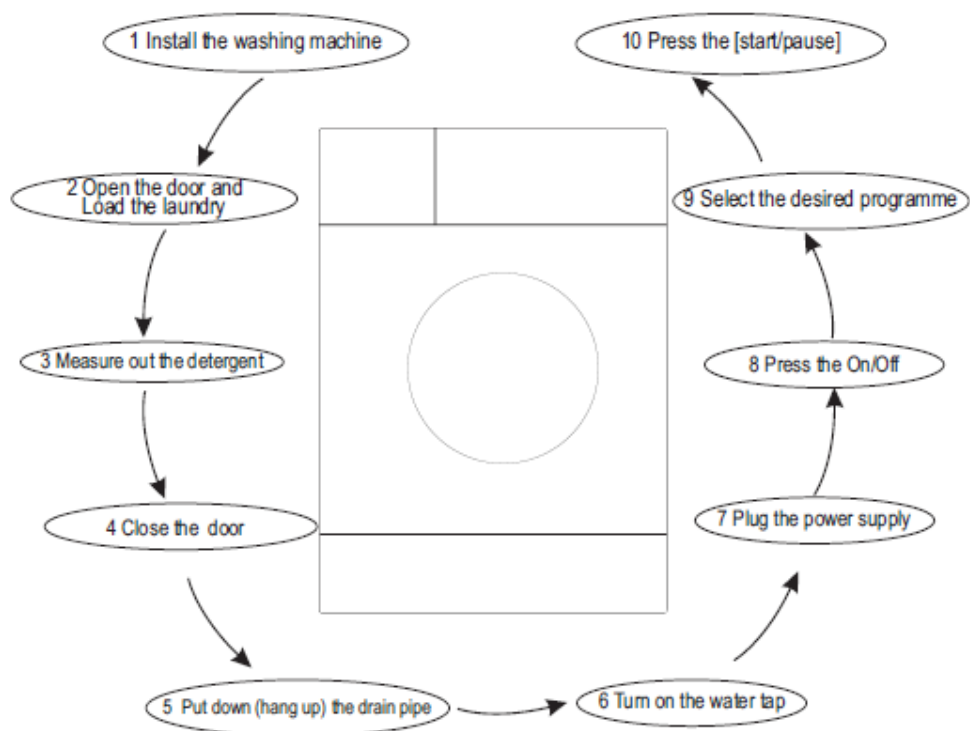 1 Install the washing machine
2 Open the door and
Load the laundry
3 Measure out the detergent
4 Close the door
5 Put down (hang up) the drain pipe
6 Turn on the water tap
7 Plug the power supply
8 Press the On/Off
9 Select the desired programme
10 Press the [start/pause]